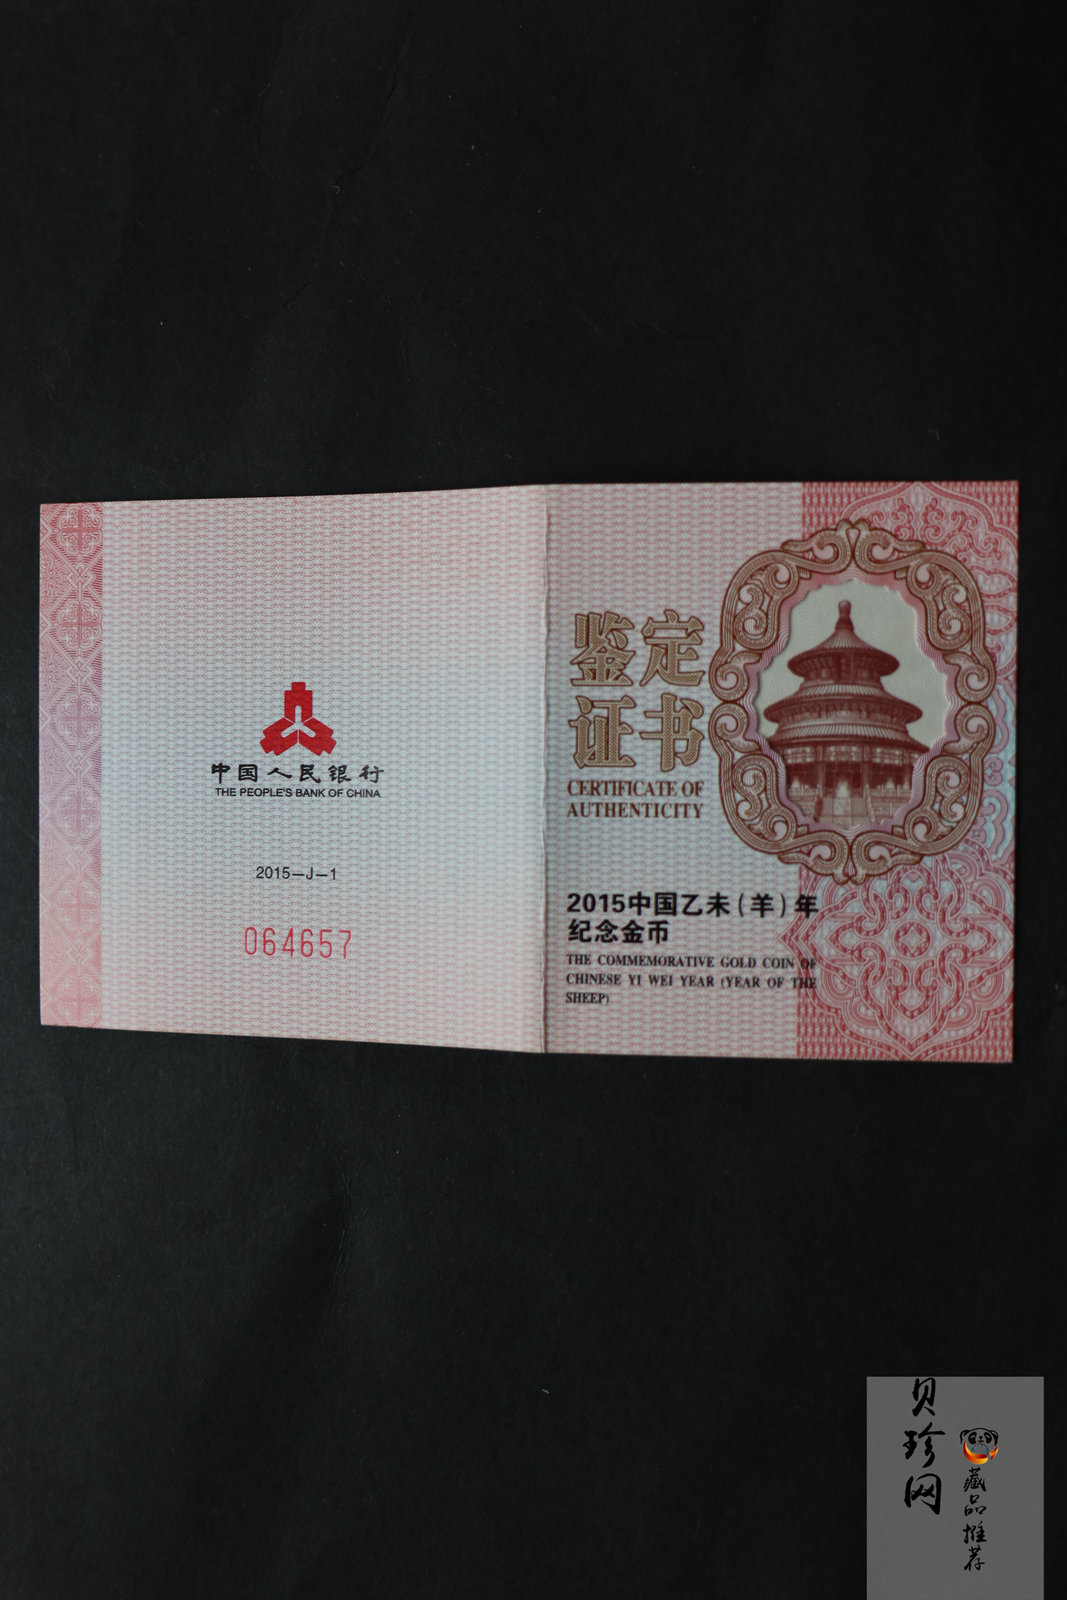 中国人民银行
THE PEOPLE'S BANK OF CHINA
2015-J-1
064657
鉴定
证书
CERTIFICATE OF
AUTHENTICITY
2015中国乙未(羊)年
纪念金币
THE COMMEMORATIVE GOLD COIN OF
CHINESE YI WEI YEAR (YEAR OF THE
SHEEP)
贝珍网
藏品推荐